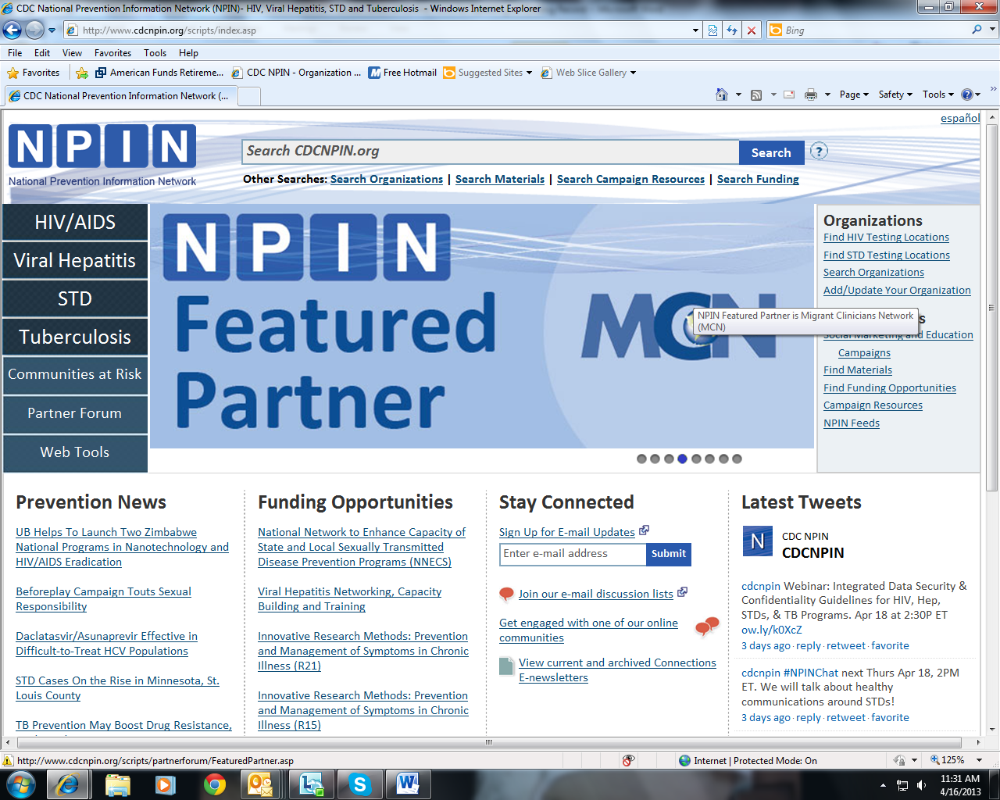 CDC National Prevention Information Network (NPIN)- HIV, Viral Hepatitis, STD and Tuberculosis - Windows Internet Explorer
http://www.cdcnpin.org/scripts/index.asp
Bing
File Edit View Favorites Tools Help
Favorites American Funds Retireme... CDC NPIN - Organization ... Free Hotmail Suggested Sites Web Slice Gallery
CDC National Prevention Information Network (... Page Safety Tools
español
NPIN
National Prevention Information Network
Search CDCNPIN.org
Search
?
Other Searches: Search Organizations | Search Materials | Search Campaign Resources | Search Funding
HIV/AIDS
Viral Hepatitis
STD
Tuberculosis
Communities at Risk
Partner Forum
Web Tools
NPIN
Featured
Partner
MCN
NPIN Featured Partner is Migrant Clinicians Network
(MCN)
Organizations
Find HIV Testing Locations
Find STD Testing Locations
Search Organizations
Add/Update Your Organization
s
Social Marketing and Education
Campaigns
Find Materials
Find Funding Opportunities
Campaign Resources
NPIN Feeds
Prevention News
UB Helps To Launch Two Zimbabwe
National Programs in Nanotechnology and
HIV/AIDS Eradication
Beforeplay Campaign Touts Sexual
Responsibility
Daclatasvir/Asunaprevir Effective in
Difficult-to-Treat HCV Populations
STD Cases On the Rise in Minnesota, St.
Louis County
TB Prevention May Boost Drug Resistance,
Funding Opportunities
National Network to Enhance Capacity of
State and Local Sexually Transmitted
Disease Prevention Programs (NNECS)
Viral Hepatitis Networking, Capacity
Building and Training
Innovative Research Methods: Prevention
and Management of Symptoms in Chronic
Illness (R21)
Innovative Research Methods: Prevention
and Management of Symptoms in Chronic
Illness (R15)
Stay Connected
Sign Up for E-mail Updates
Enter e-mail address
Submit
Join our e-mail discussion lists
Get engaged with one of our online
communities
View current and archived Connections
E-newsletters
Latest Tweets
N
CDC NPIN
CDCNPIN
cdcnpin Webinar: Integrated Data Security &
Confidentiality Guidelines for HIV, Hep,
STDs, & TB Programs. Apr 18 at 2:30P ET
ow.ly/k0XcZ
3 days ago · reply · retweet · favorite
cdcnpin #NPINChat next Thurs Apr 18, 2PM
ET. We will talk about healthy
communications around STDs!
3 days ago · reply · retweet · favorite
http://www.cdcnpin.org/scripts/partnerforum/FeaturedPartner.asp
Internet | Protected Mode: On
125%
11:31 AM
4/16/2013